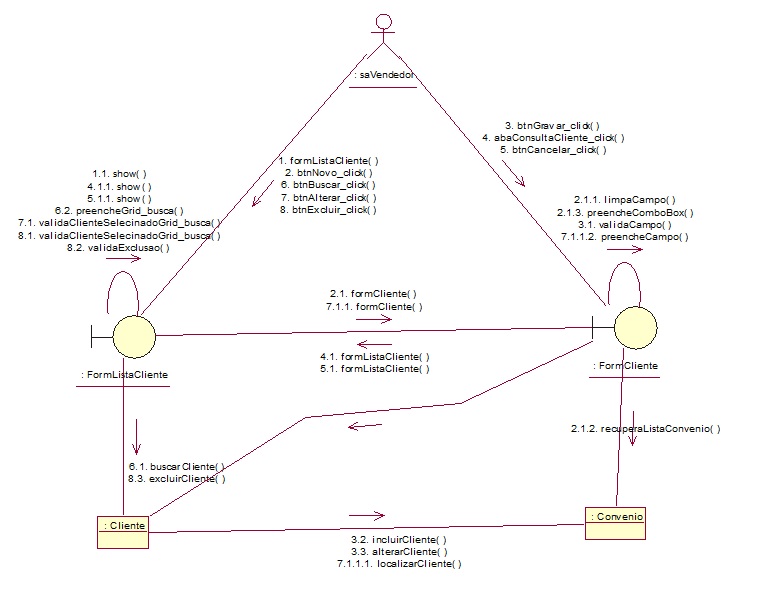 : saVendedor
3. btnGravar_click( )
4. abaConsultaCliente_click( )
5. btnCancelar_click( )
1. formListaCliente( )
2. btnNovo_click( )
6. btnBuscar_click( )
7. btnAlterar_click( )
8. btnExcluir_click( )
1.1. show( )
4.1.1. show( )
5.1.1. show( )
6.2. preencheGrid_busca( )
7.1. validaClienteSelecinadoGrid_busca( )
8.1. validaClienteSelecinadoGrid_busca( )
8.2. validaExclusao( )
2.1.1. limpaCampo( )
2.1.3. preencheComboBox( )
3.1. validaCampo( )
7.1.1.2. preencheCampo( )
2.1. formCliente( )
7.1.1. formCliente( )
4.1. formListaCliente( )
5.1. formListaCliente( )
: FormListaCliente
: FormCliente
2.1.2. recuperaListaConvenio( )
6.1. buscarCliente( )
8.3. excluirCliente( )
: Cliente
: Convenio
3.2. incluirCliente( )
3.3. alterarCliente( )
7.1.1.1. localizarCliente( )